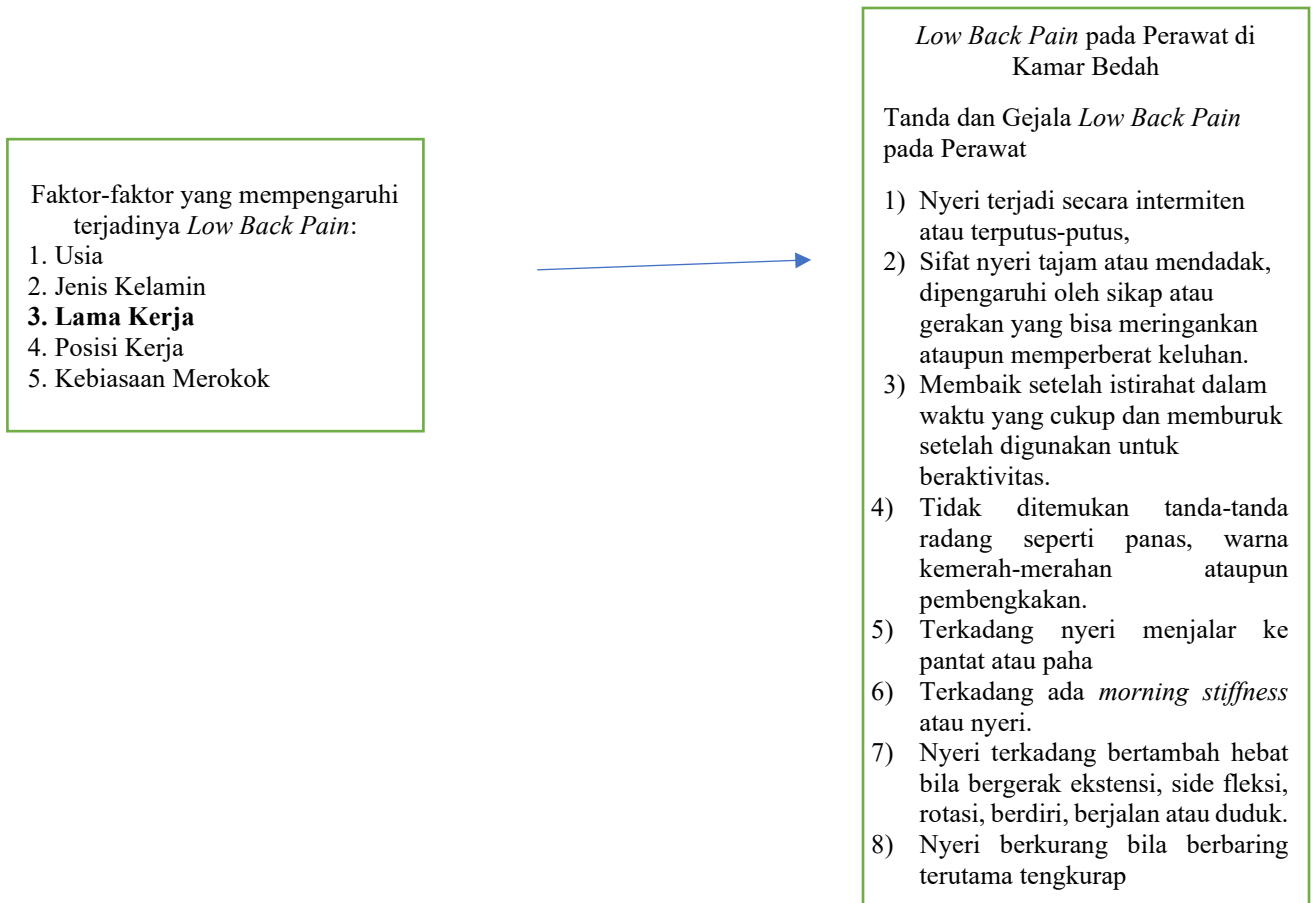 Faktor-faktor yang mempengaruhi
terjadinya Low Back Pain:
1. Usia
2. Jenis Kelamin
3. Lama Kerja
4. Posisi Kerja
5. Kebiasaan Merokok
Low Back Pain pada Perawat di
Kamar Bedah
Tanda dan Gejala Low Back Pain
pada Perawat
1) Nyeri terjadi secara intermiten
atau terputus-putus,
2) Sifat nyeri tajam atau mendadak,
dipengaruhi oleh sikap atau
gerakan yang bisa meringankan
ataupun memperberat keluhan.
3) Membaik setelah istirahat dalam
waktu yang cukup dan memburuk
setelah digunakan untuk
beraktivitas.
4) Tidak ditemukan tanda-tanda
radang seperti panas, warna
kemerah-merahan ataupun
pembengkakan.
5) Terkadang nyeri menjalar ke
pantat atau paha
6) Terkadang ada morning stiffness
atau nyeri.
7) Nyeri terkadang bertambah hebat
bila bergerak ekstensi, side fleksi,
rotasi, berdiri, berjalan atau duduk.
8) Nyeri berkurang bila berbaring
terutama tengkurap